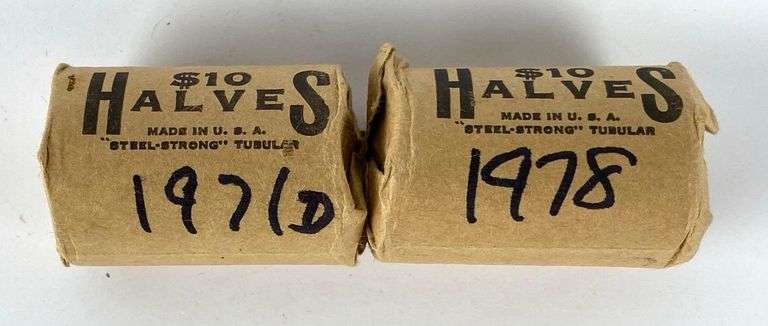 $10
HALVES
MADE IN U. S. A.
"STEEL-STRONG" TUBULAR
1971D
$10
HALVES
MADE IN U. S. A.
"STEEL-STRONG" TUBULAR
1978